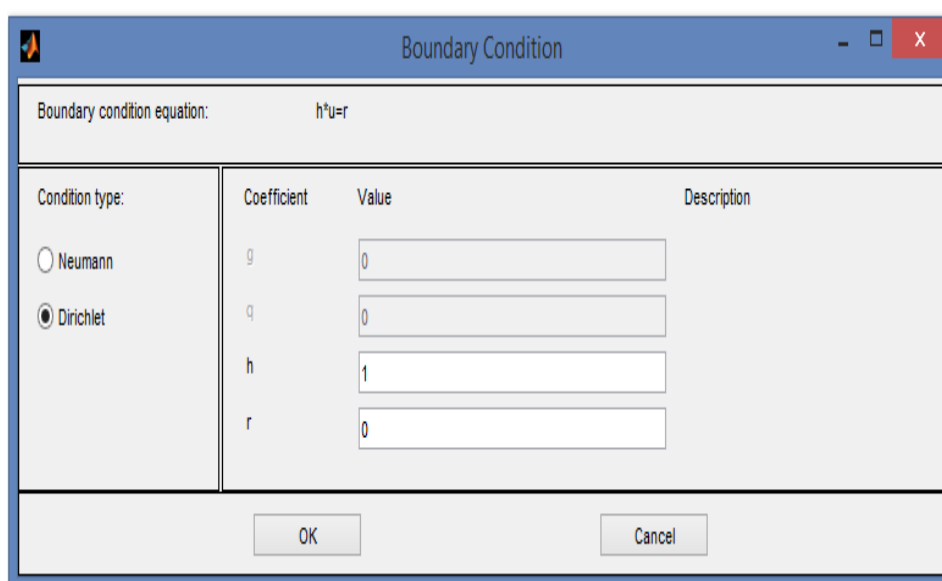 Boundary Condition
X
Boundary condition equation: h*u=r
Condition type:
Neumann
Dirichlet
Coefficient Value Description
g 0
q 0
h 1
r 0
OK Cancel